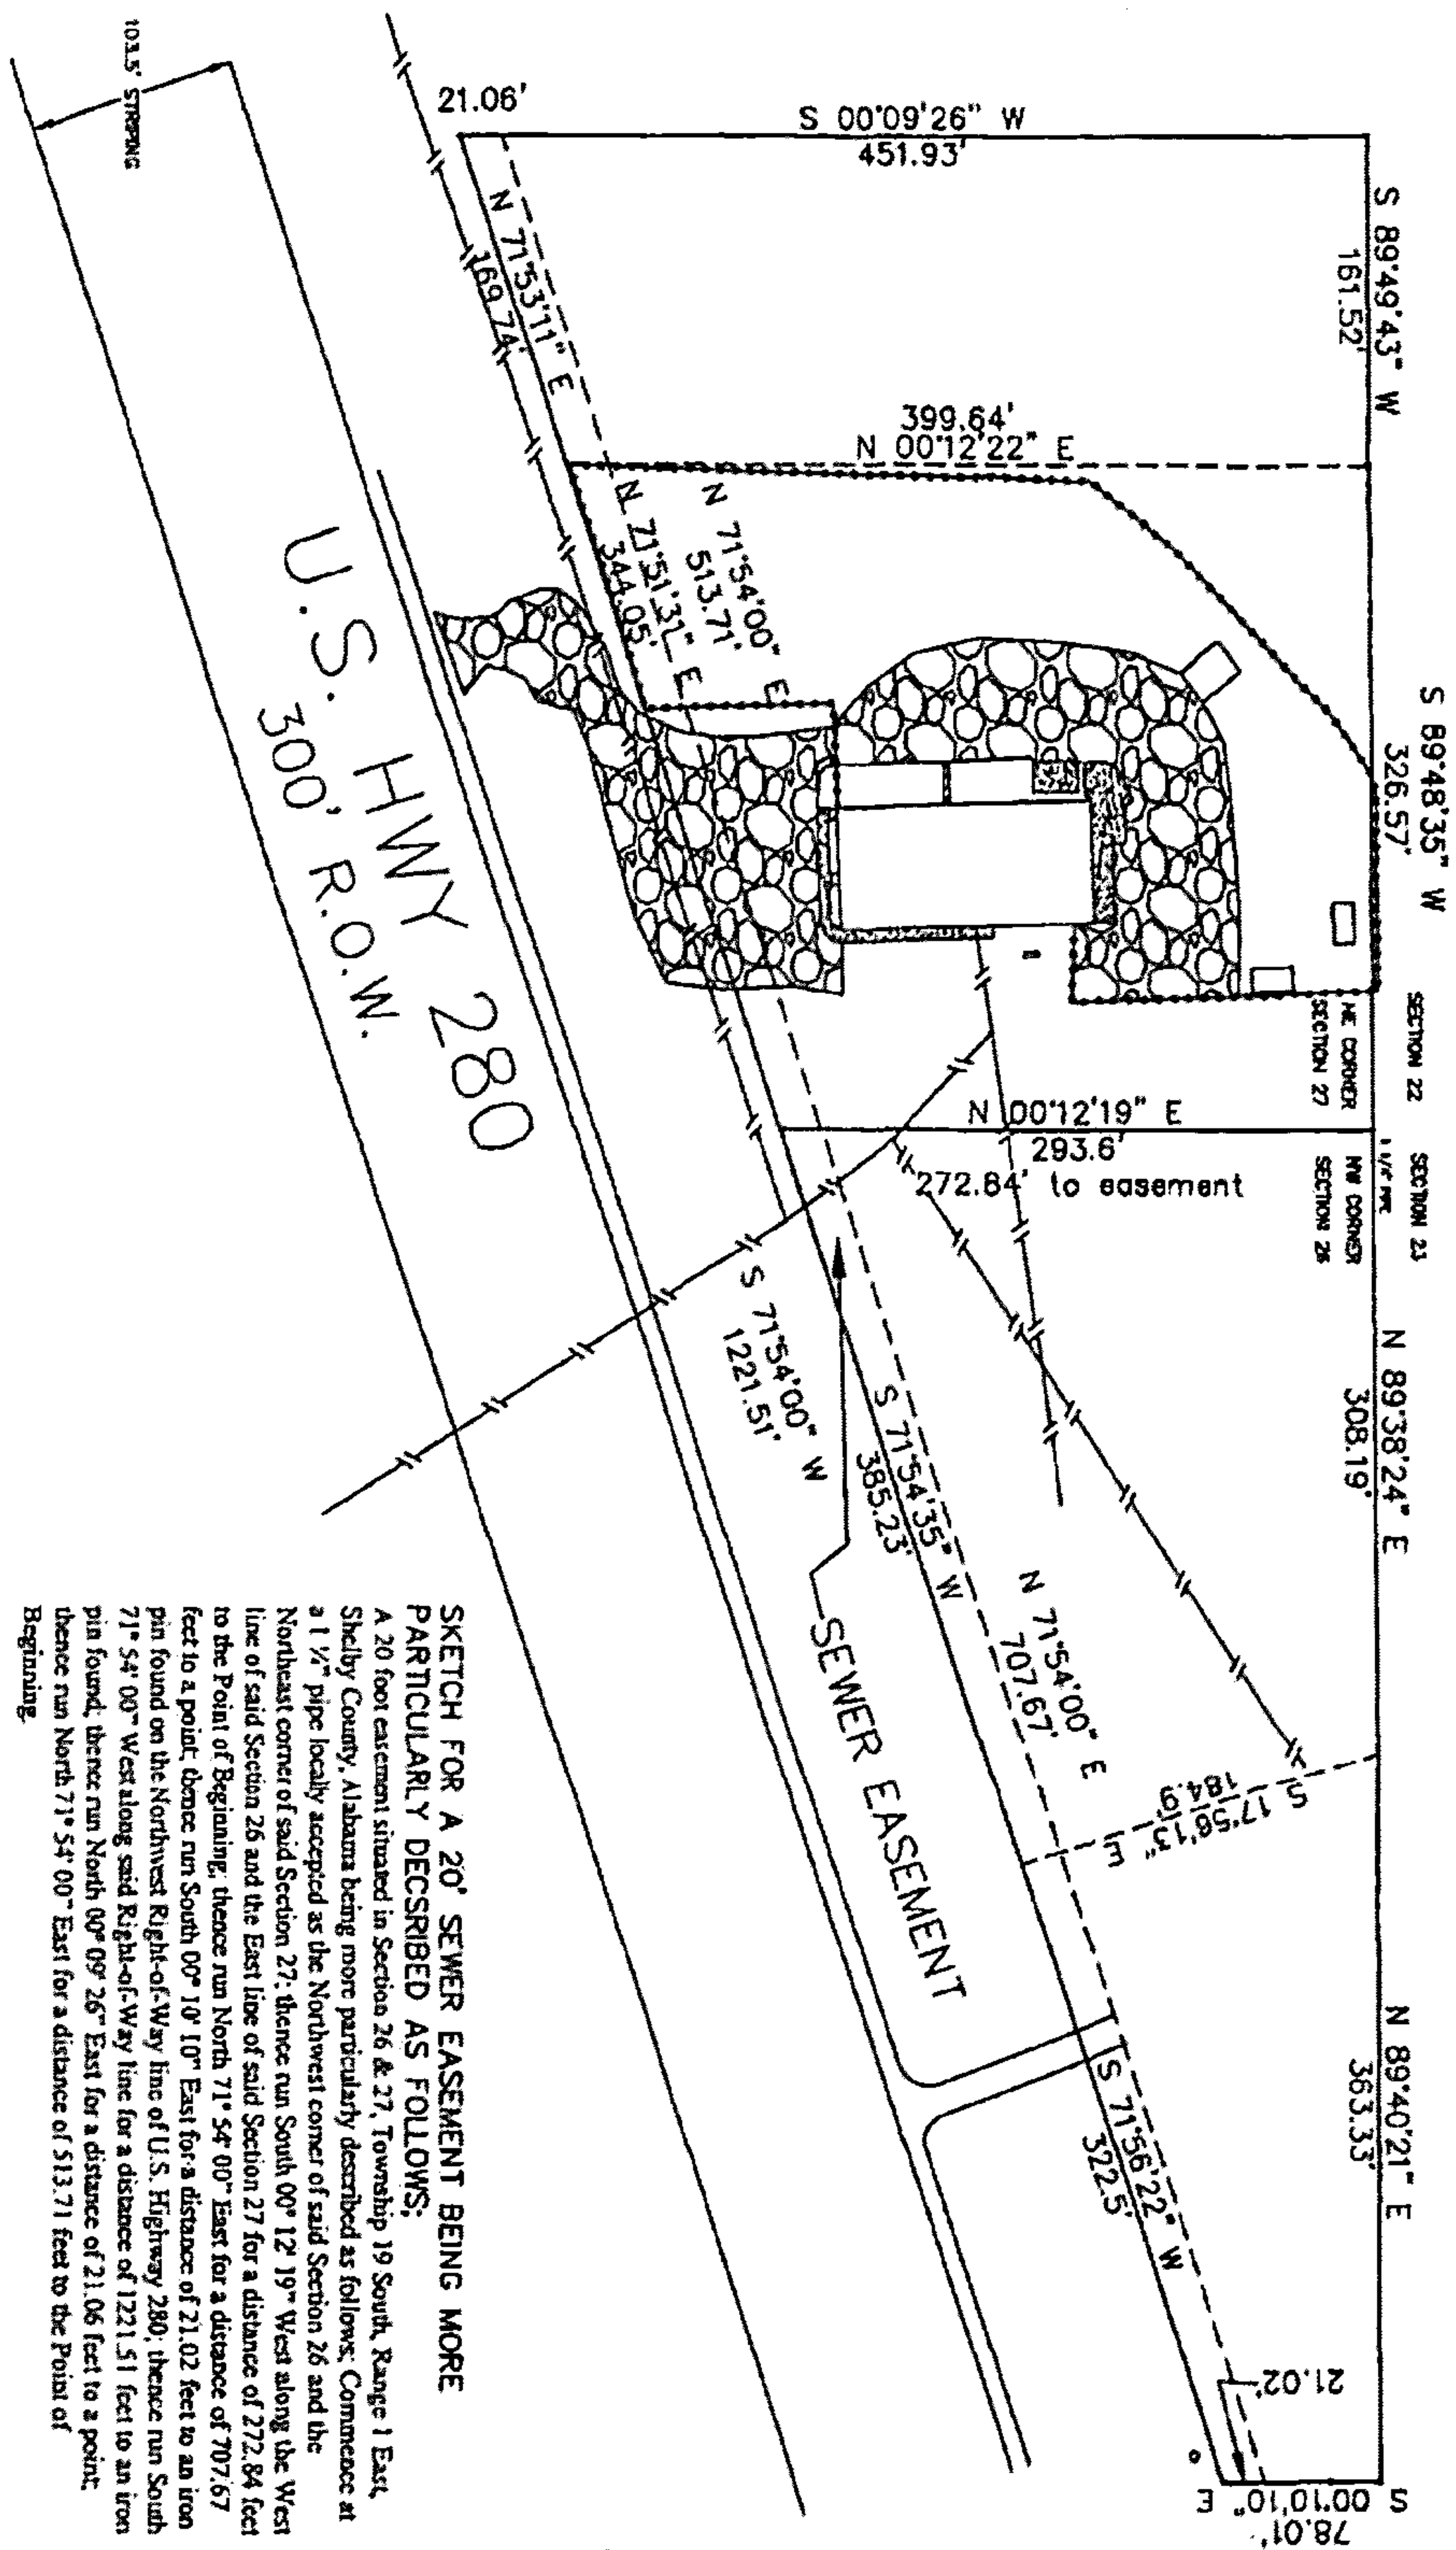 S 89°49'43" W
161.52'
S 89°48'35" W
326.57'
SECTION 22
NE CORNER
SECTION 27
SECTION 23
NW CORNER
SECTION 26
N 89°38'24" E
308.19'
N 89°40'21" E
363.33'
S 00°10'10" E
78.01'
21.02'
S 00°09'26" W
451.93'
21.06'
399.64'
N 00°12'22" E
N 71°53'11" E
169.74'
N 71°54'00" E
513.71'
N 71°51'31" E
344.05'
N 00°12'19" E
293.6'
272.84' to easement
S 17°56'13" E
184.9'
N 71°54'00" E
707.67'
S 71°54'35" W
385.23'
S 71°56'22" W
322.5'
S 71°54'00" W
1221.51'
SEWER EASEMENT
U.S. HWY 280
300' R.O.W.
103.5' STRIPING
SKETCH FOR A 20' SEWER EASEMENT BEING MORE
PARTICULARLY DECSRIBED AS FOLLOWS;
A 20 foot easement situated in Section 26 & 27, Township 19 South, Range 1 East,
Shelby County, Alabama being more particularly described as follows; Commence at
a 1 ½" pipe locally accepted as the Northwest corner of said Section 26 and the
Northeast corner of said Section 27; thence run South 00° 12' 19" West along the West
line of said Section 26 and the East line of said Section 27 for a distance of 272.84 feet
to the Point of Beginning; thence run North 71° 54' 00" East for a distance of 707.67
feet to a point; thence run South 00° 10' 10" East for a distance of 21.02 feet to an iron
pin found on the Northwest Right-of-Way line of U.S. Highway 280; thence run South
71° 54' 00" West along said Right-of-Way line for a distance of 1221.51 feet to an iron
pin found; thence run North 00° 09' 26" East for a distance of 21.06 feet to a point;
thence run North 71° 54' 00" East for a distance of 513.71 feet to the Point of
Beginning.